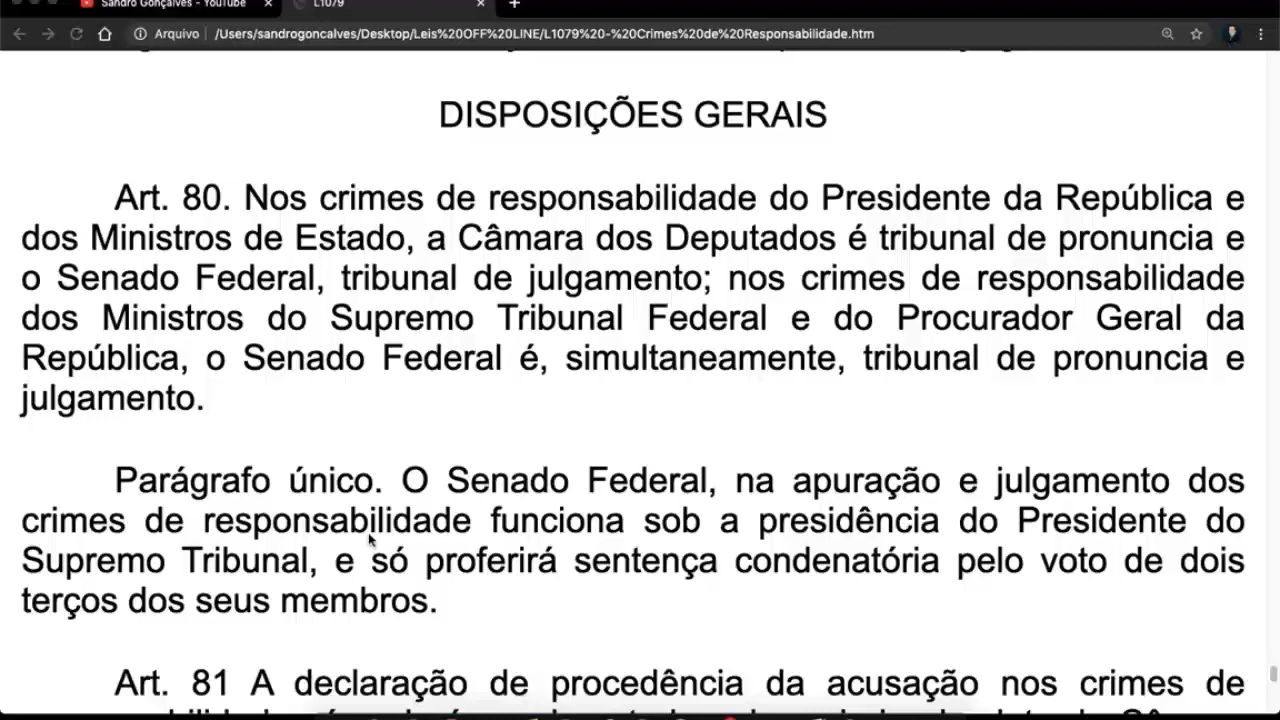 Sandro Gonçalves - YouTube
L1079
Arquivo
/Users/sandrogoncalves/Desktop/Leis%20OFF%20LINE/L1079%20-%20Crimes%20de%20Responsabilidade.htm
DISPOSIÇÕES GERAIS
Art. 80. Nos crimes de responsabilidade do Presidente da República e
dos Ministros de Estado, a Câmara dos Deputados é tribunal de pronuncia e
o Senado Federal, tribunal de julgamento; nos crimes de responsabilidade
dos Ministros do Supremo Tribunal Federal e do Procurador Geral da
República, o Senado Federal é, simultaneamente, tribunal de pronuncia e
julgamento.
Parágrafo único. O Senado Federal, na apuração e julgamento dos
crimes de responsabilidade funciona sob a presidência do Presidente do
Supremo Tribunal, e só proferirá sentença condenatória pelo voto de dois
terços dos seus membros.
Art. 81 A declaração de procedência da acusação nos crimes de